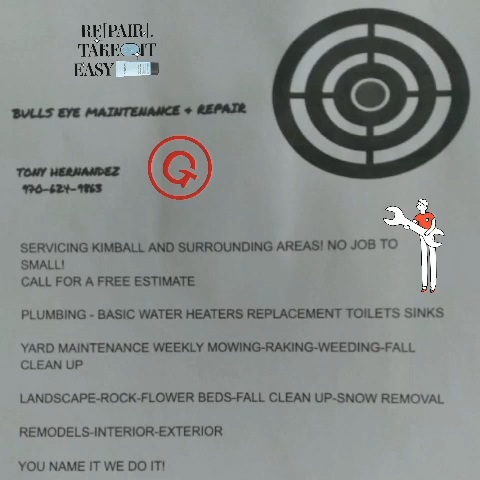 RE[PAIR].
TAKE IT
EASY
BULLS EYE MAINTENANCE & REPAIR
TONY HERNANDEZ
970-624-9863
SERVICING KIMBALL AND SURROUNDING AREAS! NO JOB TO
SMALL!
CALL FOR A FREE ESTIMATE
PLUMBING - BASIC WATER HEATERS REPLACEMENT TOILETS SINKS
YARD MAINTENANCE WEEKLY MOWING-RAKING-WEEDING-FALL
CLEAN UP
LANDSCAPE-ROCK-FLOWER BEDS-FALL CLEAN UP-SNOW REMOVAL
REMODELS-INTERIOR-EXTERIOR
YOU NAME IT WE DO IT!